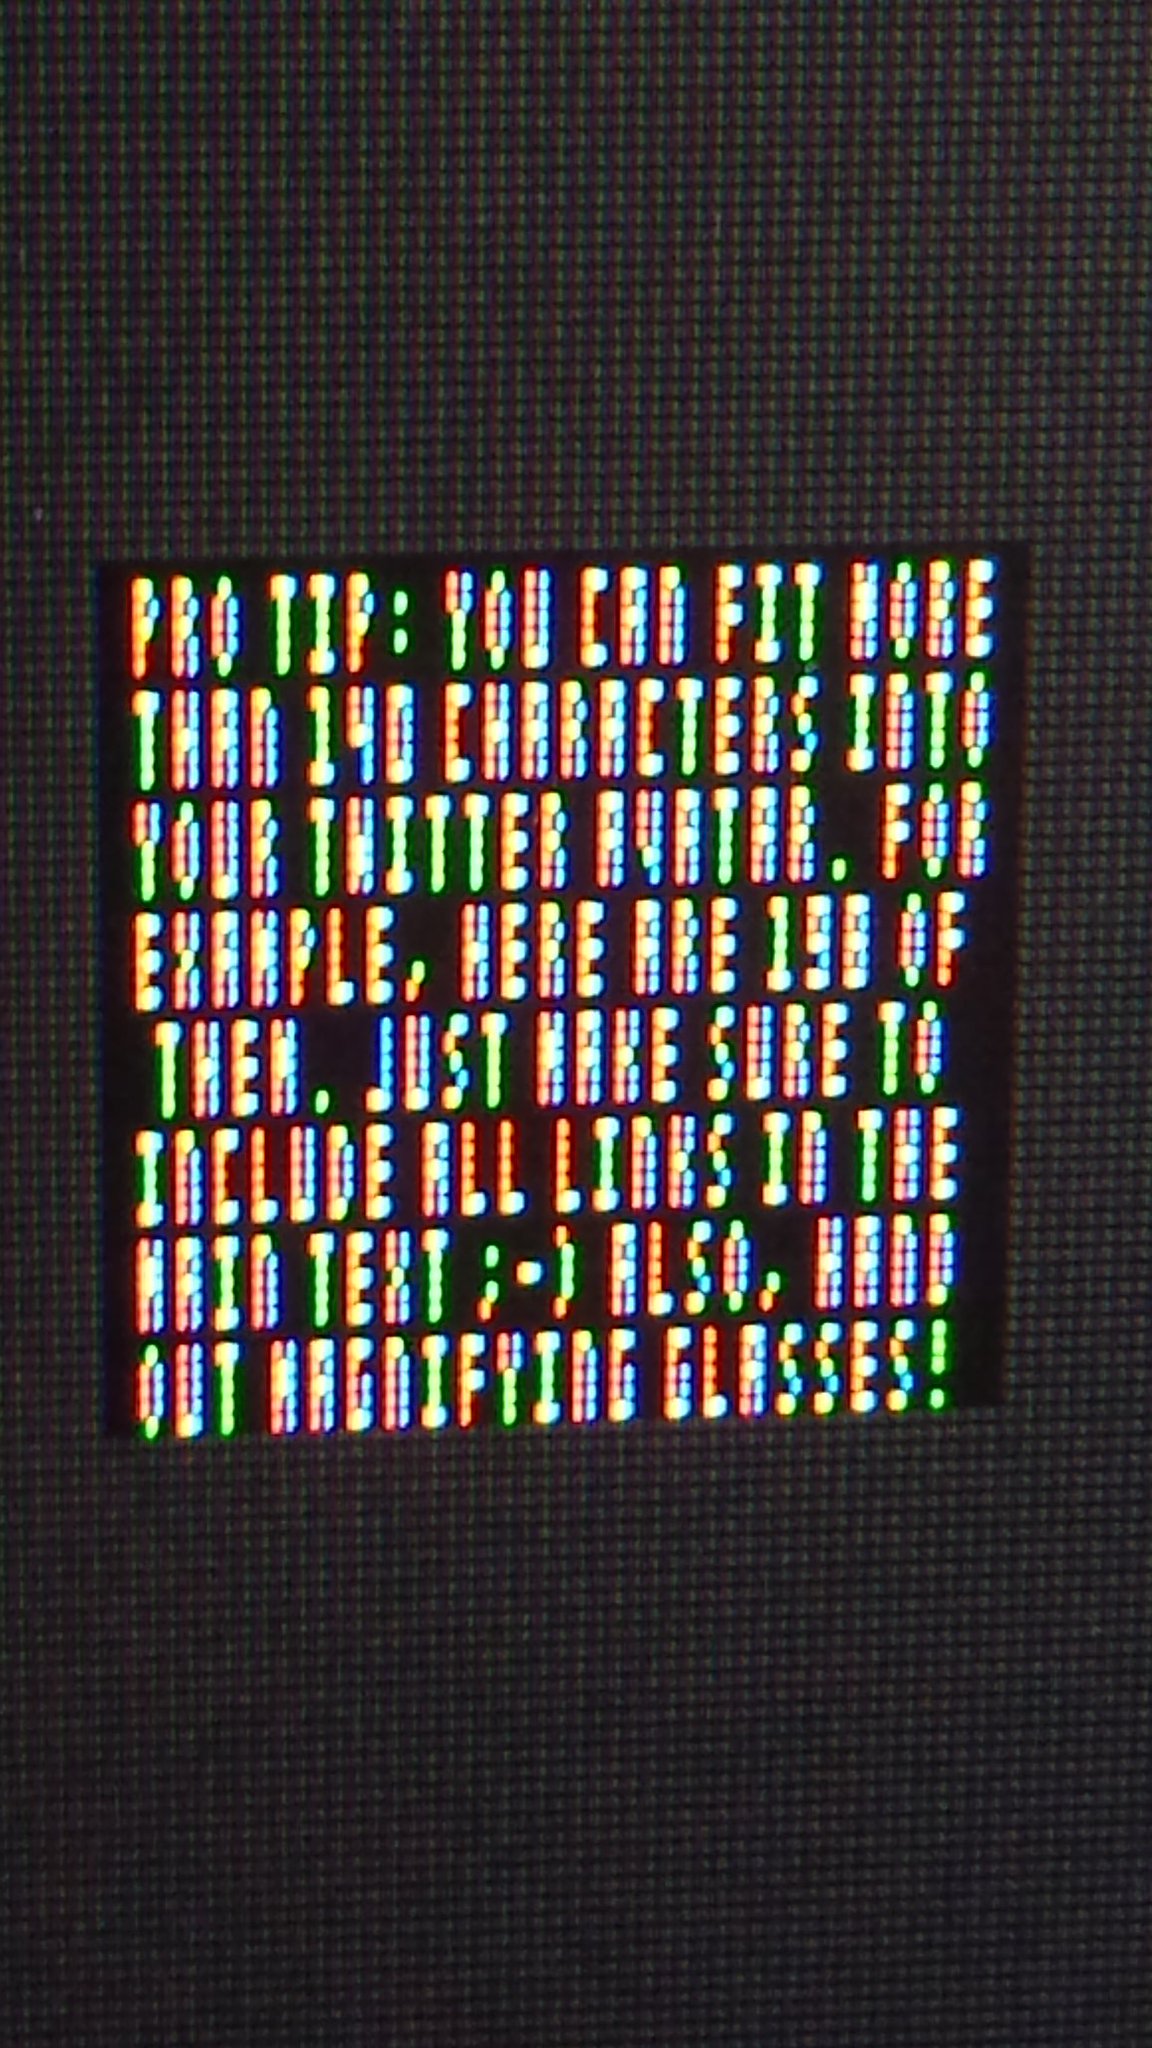 PRO TIP: YOU CAN FIT MORE
THAN 140 CHARACTERS INTO
YOUR TWITTER AVATAR. FOR
EXAMPLE, HERE ARE 190 OF
THEM. JUST MAKE SURE TO
INCLUDE ALL LINKS IN THE
MAIN TEXT ;-) ALSO, HAND
OUT MAGNIFYING GLASSES!